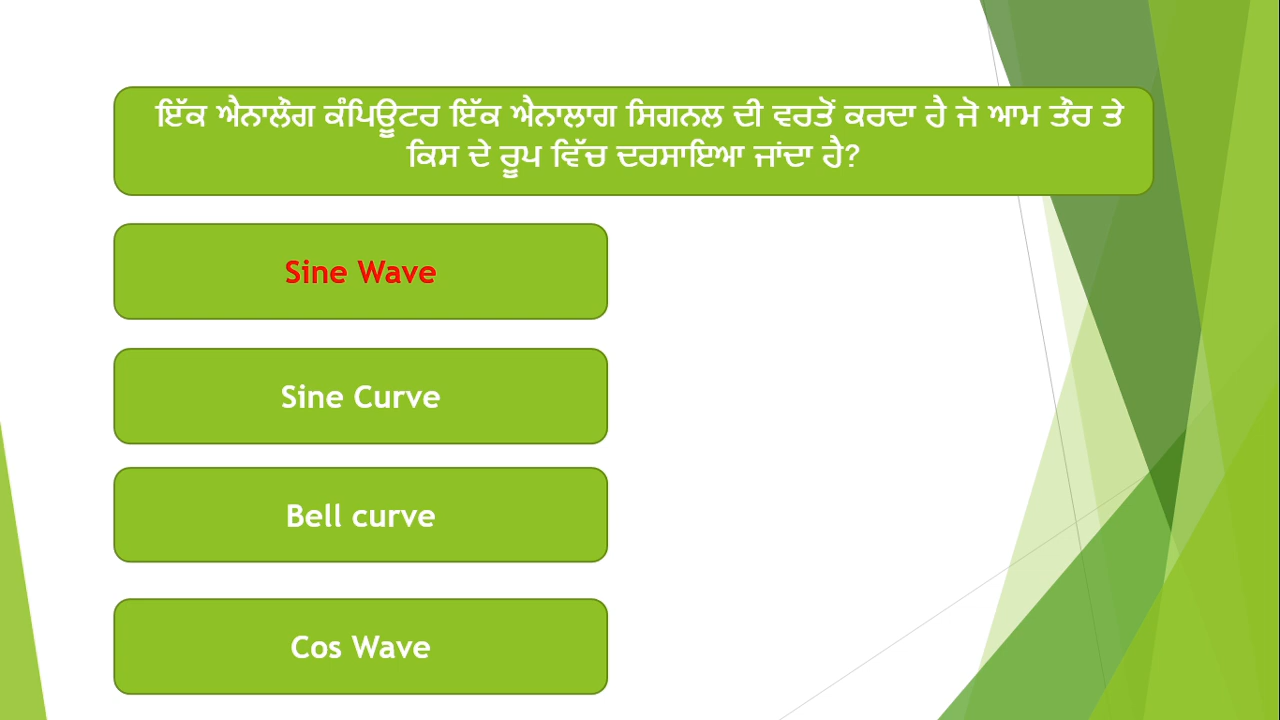 ਇੱਕ ਐਨਾਲੌਗ ਕੰਪਿਊਟਰ ਇੱਕ ਐਨਾਲਾਗ ਸਿਗਨਲ ਦੀ ਵਰਤੋਂ ਕਰਦਾ ਹੈ ਜੋ ਆਮ ਤੌਰ ਤੇ
ਕਿਸ ਦੇ ਰੂਪ ਵਿੱਚ ਦਰਸਾਇਆ ਜਾਂਦਾ ਹੈ?
Sine Wave
Sine Curve
Bell curve
Cos Wave